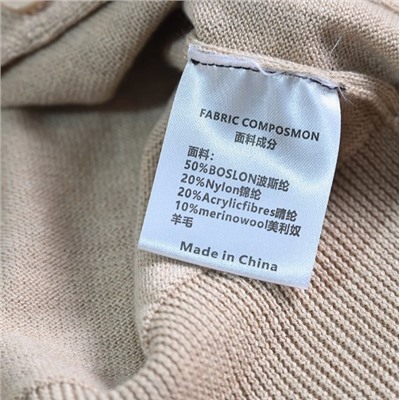 FABRIC COMPOSMON
面料成分
面料：
50%BOSLON波斯纶
20%Nylon锦纶
20%Acrylicfibres腈纶
10%merinowool美利奴
羊毛
Made in China